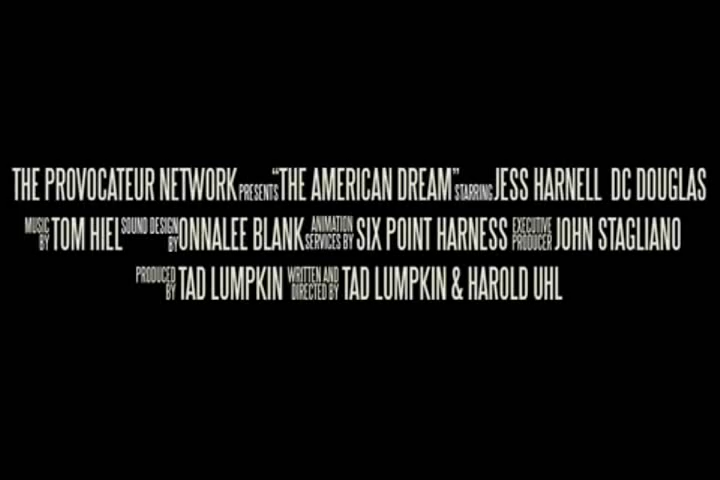 THE PROVOCATEUR NETWORK PRESENTS "THE AMERICAN DREAM" STARRING JESS HARNELL DC DOUGLAS
MUSIC BY TOM HIEL SOUND DESIGN BY ONNALEE BLANK ANIMATION SERVICES BY SIX POINT HARNESS EXECUTIVE PRODUCER JOHN STAGLIANO
PRODUCED BY TAD LUMPKIN WRITTEN AND DIRECTED BY TAD LUMPKIN & HAROLD UHL